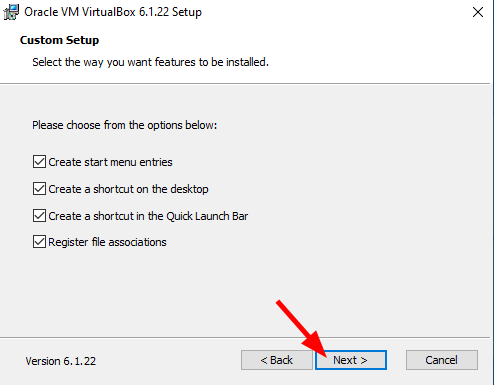 Oracle VM VirtualBox 6.1.22 Setup
Custom Setup
Select the way you want features to be installed.
Please choose from the options below:
Create start menu entries
Create a shortcut on the desktop
Create a shortcut in the Quick Launch Bar
Register file associations
Version 6.1.22
< Back
Next >
Cancel